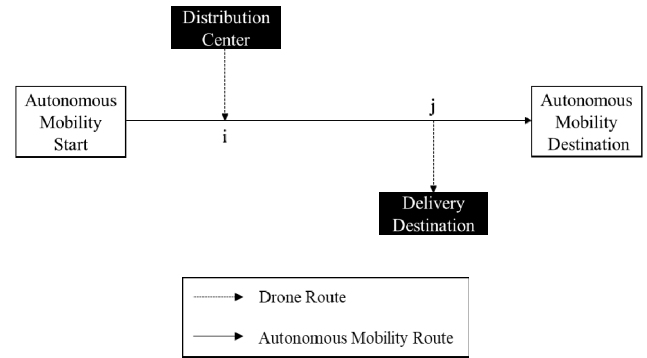 Distribution
Center
Autonomous
Mobility
Start
i
j
Autonomous
Mobility
Destination
Delivery
Destination
Drone Route
Autonomous Mobility Route